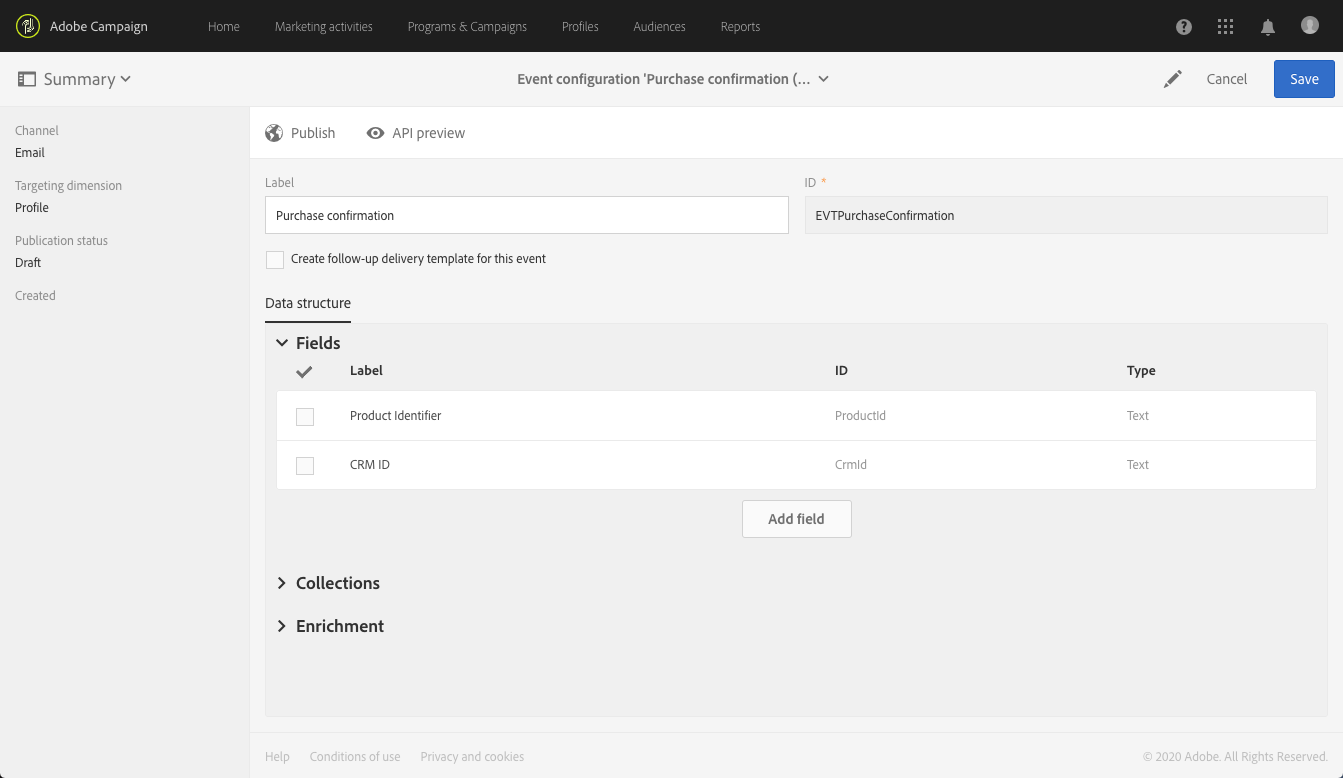 Adobe Campaign Home Marketing activities Programs & Campaigns Profiles Audiences Reports
Summary Event configuration 'Purchase confirmation (... Cancel Save
Channel
Email
Targeting dimension
Profile
Publication status
Draft
Created
Publish API preview
Label ID *
Purchase confirmation EVTPurchaseConfirmation
Create follow-up delivery template for this event
Data structure
Fields
Label ID Type
Product Identifier ProductId Text
CRM ID CrmId Text
Add field
Collections
Enrichment
Help Conditions of use Privacy and cookies © 2020 Adobe. All Rights Reserved.